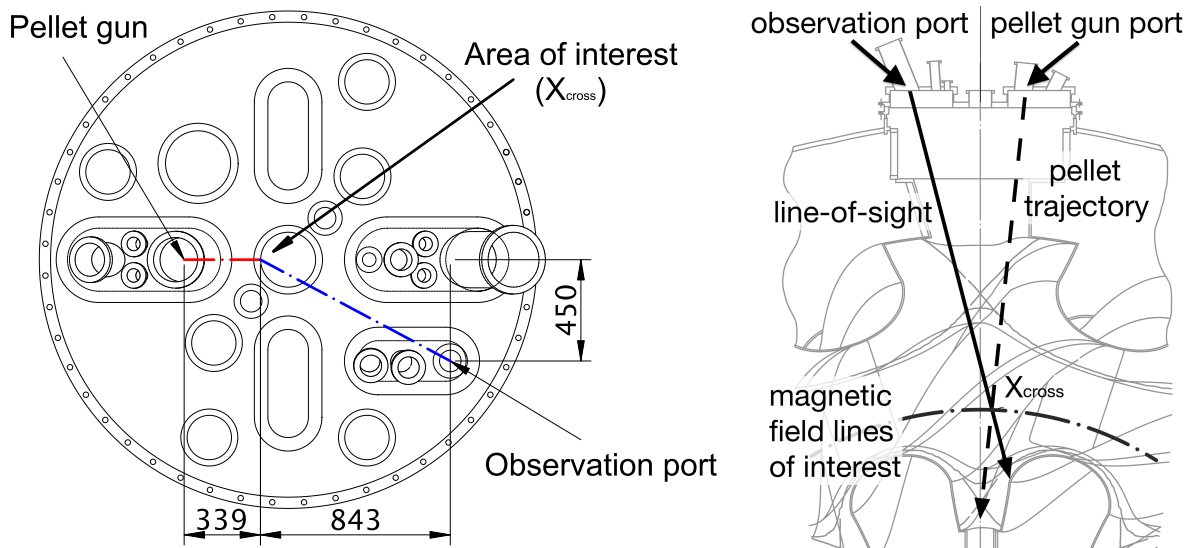 Pellet gun
Area of interest
(Xcross)
450
Observation port
339
843
observation port
pellet gun port
line-of-sight
pellet
trajectory
Xcross
magnetic
field lines
of interest